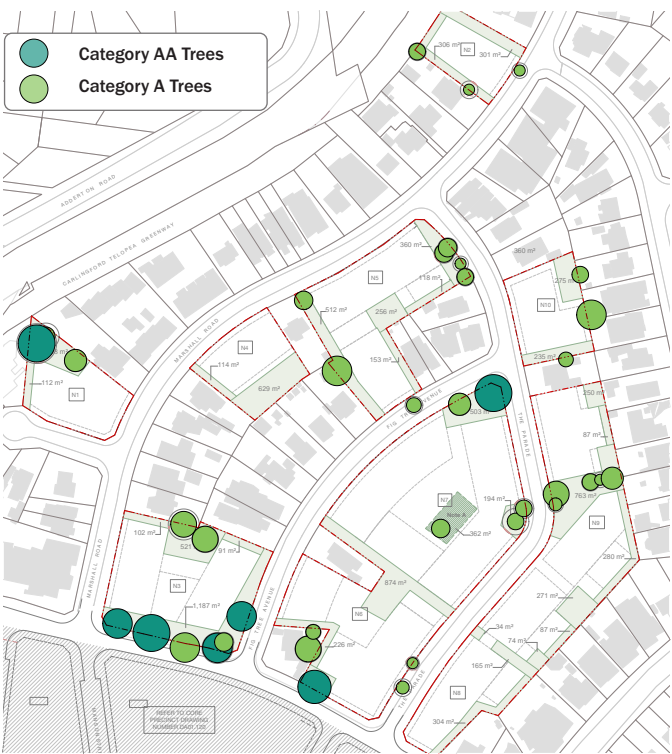 Category AA Trees
Category A Trees
306 m²
N2
301 m²
ADDERTON ROAD
CARLINGFORD TELOPEA GREENWAY
MARSHALL ROAD
360 m²
N5
118 m²
512 m²
256 m²
153 m²
360 m²
275 m²
N10
235 m²
N4
114 m²
629 m²
112 m²
N1
FIG TREE AVENUE
503 m²
THE PARADE
250 m²
87 m²
763 m²
N9
280 m²
N7
Note A
194 m²
362 m²
102 m²
521
91 m²
N3
1,187 m²
MARSHALL ROAD
FIG TREE AVENUE
874 m²
N6
226 m²
271 m²
34 m²
87 m²
74 m²
165 m²
N8
304 m²
THE PARADE
REFER TO CORE
PRECINCT DRAWING
NUMBER DA01.120